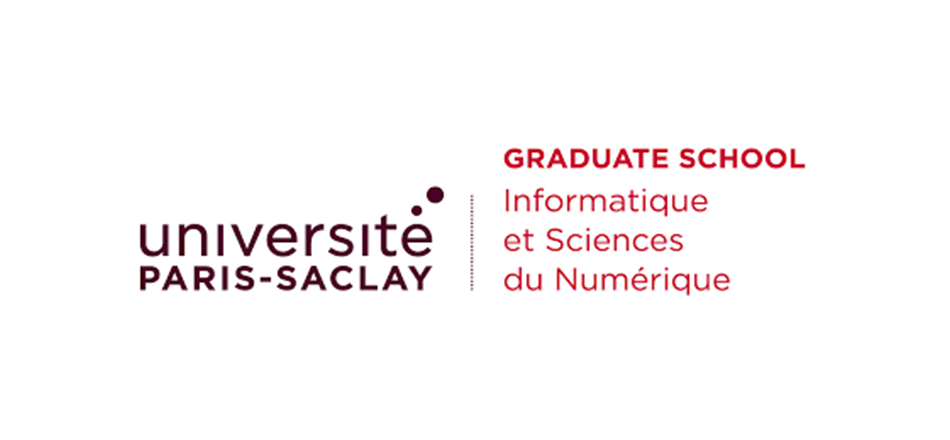 université
PARIS-SACLAY
GRADUATE SCHOOL
Informatique
et Sciences
du Numérique